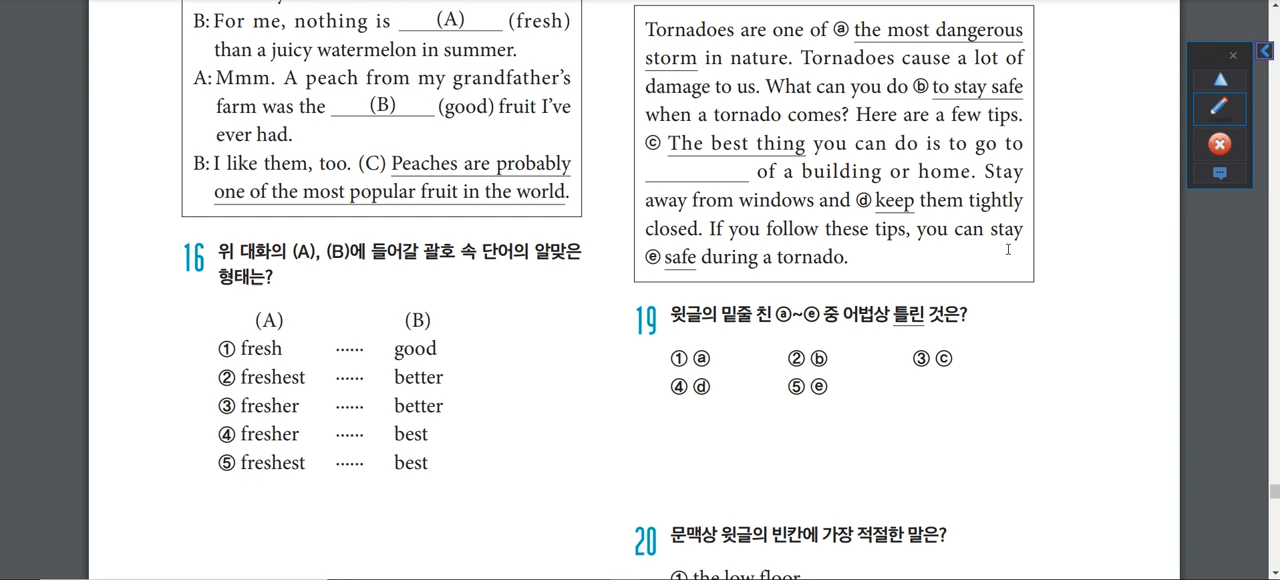 B: For me, nothing is ______(A)______ (fresh)
than a juicy watermelon in summer.
A: Mmm. A peach from my grandfather's
farm was the ______(B)______ (good) fruit I've
ever had.
B: I like them, too. (C) Peaches are probably
one of the most popular fruit in the world.
16 위 대화의 (A), (B)에 들어갈 괄호 속 단어의 알맞은
형태는?
(A) (B)
① fresh ...... good
② freshest ...... better
③ fresher ...... better
④ fresher ...... best
⑤ freshest ...... best
Tornadoes are one of ⓐ the most dangerous
storm in nature. Tornadoes cause a lot of
damage to us. What can you do ⓑ to stay safe
when a tornado comes? Here are a few tips.
ⓒ The best thing you can do is to go to
__________ of a building or home. Stay
away from windows and ⓓ keep them tightly
closed. If you follow these tips, you can stay
ⓔ safe during a tornado.
19 윗글의 밑줄 친 ⓐ~ⓔ 중 어법상 틀린 것은?
① ⓐ ② ⓑ ③ ⓒ
④ ⓓ ⑤ ⓔ
20 문맥상 윗글의 빈칸에 가장 적절한 말은?
① the low floor